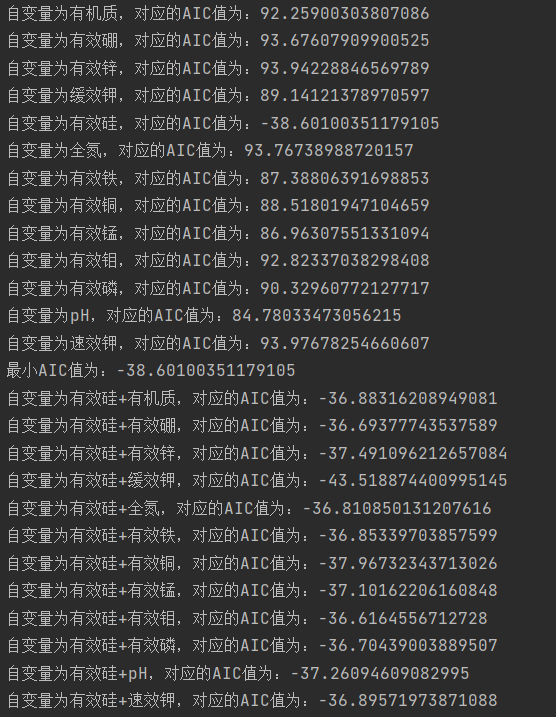 自变量为有机质，对应的AIC值为：92.25900303807086
自变量为有效硼，对应的AIC值为：93.67607909900525
自变量为有效锌，对应的AIC值为：93.94228846569789
自变量为缓效钾，对应的AIC值为：89.14121378970597
自变量为有效硅，对应的AIC值为：-38.60100351179105
自变量为全氮，对应的AIC值为：93.76738988720157
自变量为有效铁，对应的AIC值为：87.38806391698853
自变量为有效铜，对应的AIC值为：88.51801947104659
自变量为有效锰，对应的AIC值为：86.96307551331094
自变量为有效钼，对应的AIC值为：92.82337038298408
自变量为有效磷，对应的AIC值为：90.32960772127717
自变量为pH，对应的AIC值为：84.78033473056215
自变量为速效钾，对应的AIC值为：93.97678254660607
最小AIC值为：-38.60100351179105
自变量为有效硅+有机质，对应的AIC值为：-36.88316208949081
自变量为有效硅+有效硼，对应的AIC值为：-36.69377743537589
自变量为有效硅+有效锌，对应的AIC值为：-37.491096212657084
自变量为有效硅+缓效钾，对应的AIC值为：-43.518874400995145
自变量为有效硅+全氮，对应的AIC值为：-36.810850131207616
自变量为有效硅+有效铁，对应的AIC值为：-36.85339703857599
自变量为有效硅+有效铜，对应的AIC值为：-37.96732343713026
自变量为有效硅+有效锰，对应的AIC值为：-37.10162206160848
自变量为有效硅+有效钼，对应的AIC值为：-36.6164556712728
自变量为有效硅+有效磷，对应的AIC值为：-36.70439003889507
自变量为有效硅+pH，对应的AIC值为：-37.26094609082995
自变量为有效硅+速效钾，对应的AIC值为：-36.89571973871088